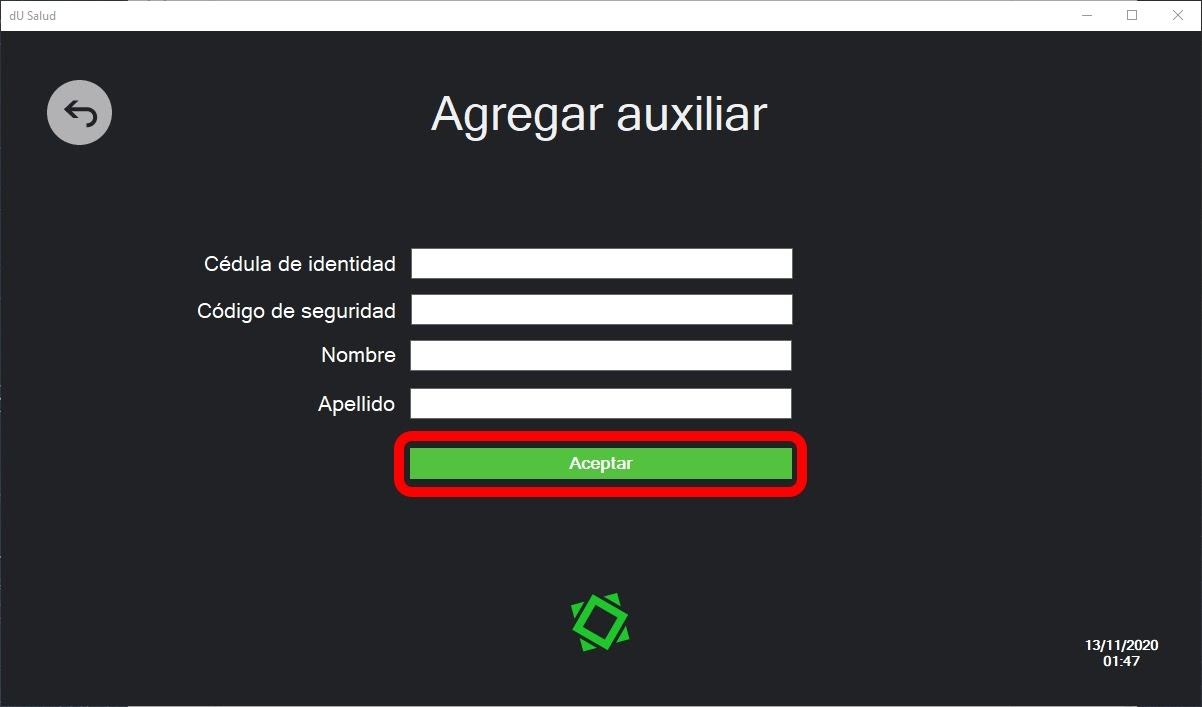 dU Salud
Agregar auxiliar
Cédula de identidad
Código de seguridad
Nombre
Apellido
Aceptar
13/11/2020
01:47